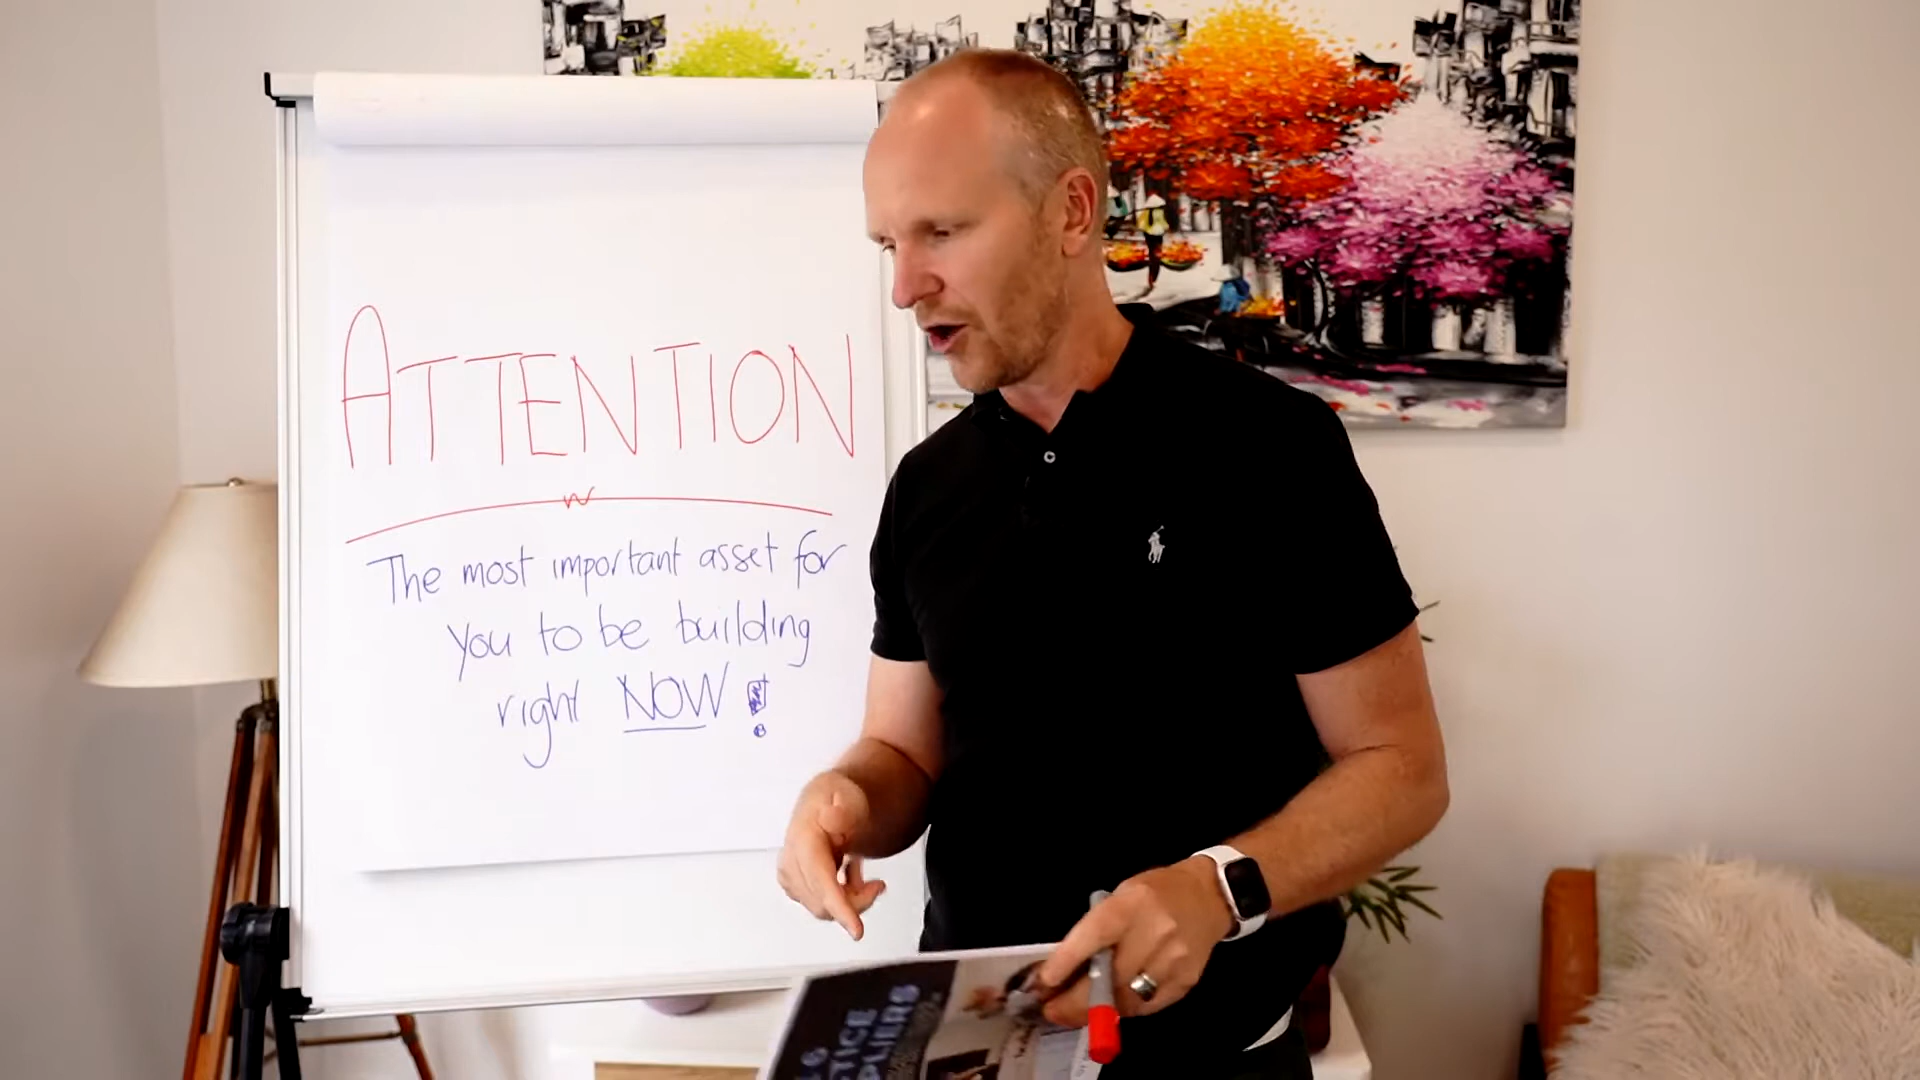 ATTENTION
The most important asset for
you to be building
right NOW!